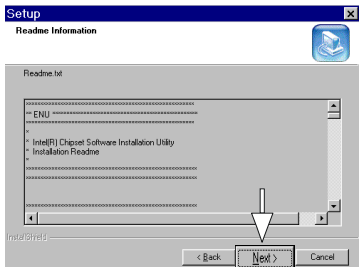 Setup
Readme Information
Readme.txt
** ENU
* Intel(R) Chipset Software Installation Utility
* Installation Readme
InstallShield
< Back
Next >
Cancel